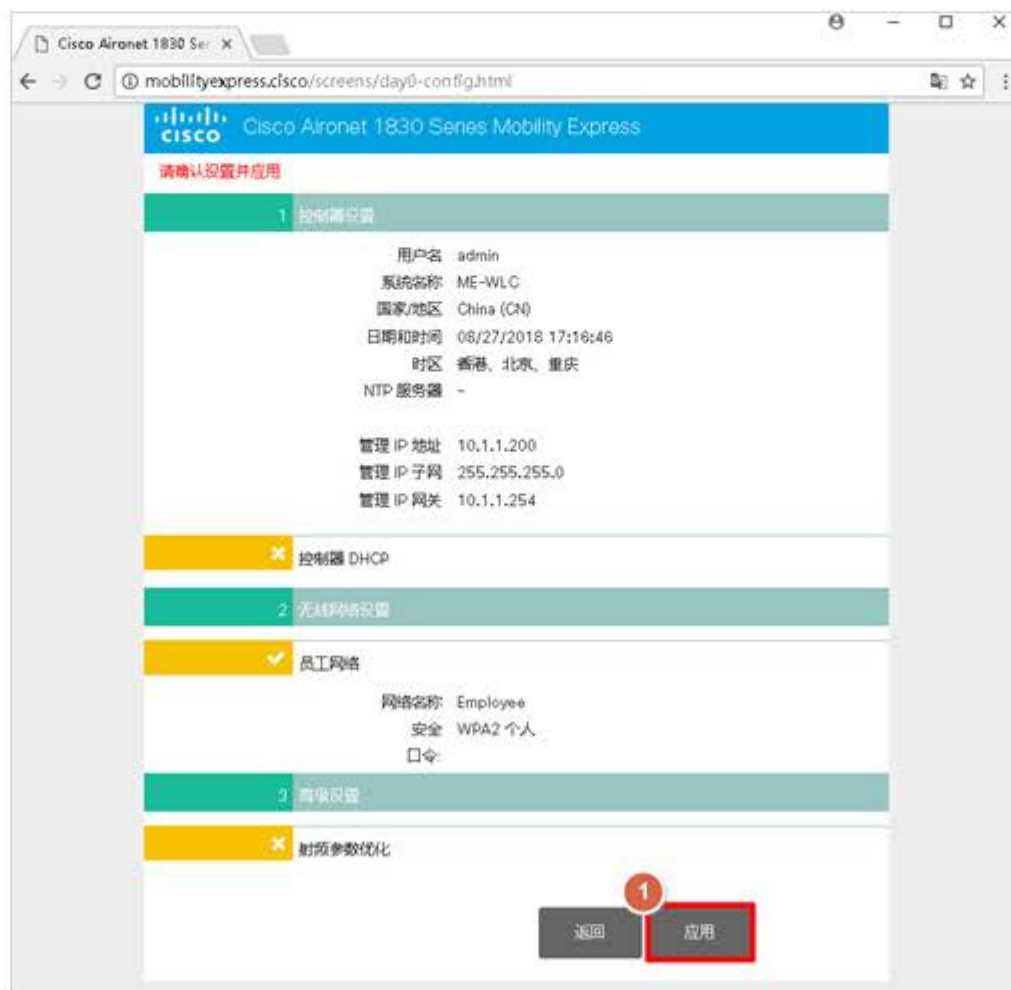 Cisco Aironet 1830 Ser
mobilityexpress.cisco/screens/day0-config.html
CISCO Cisco Aironet 1830 Series Mobility Express
请确认设置并应用
1 控制器设置
用户名 admin
系统名称 ME-WLC
国家/地区 China (CN)
日期和时间 08/27/2018 17:16:46
时区 香港、北京、重庆
NTP 服务器 -
管理 IP 地址 10.1.1.200
管理 IP 子网 255.255.255.0
管理 IP 网关 10.1.1.254
控制器 DHCP
2 无线网络设置
员工网络
网络名称 Employee
安全 WPA2 个人
口令:
3 高级设置
射频参数优化
1
返回 应用